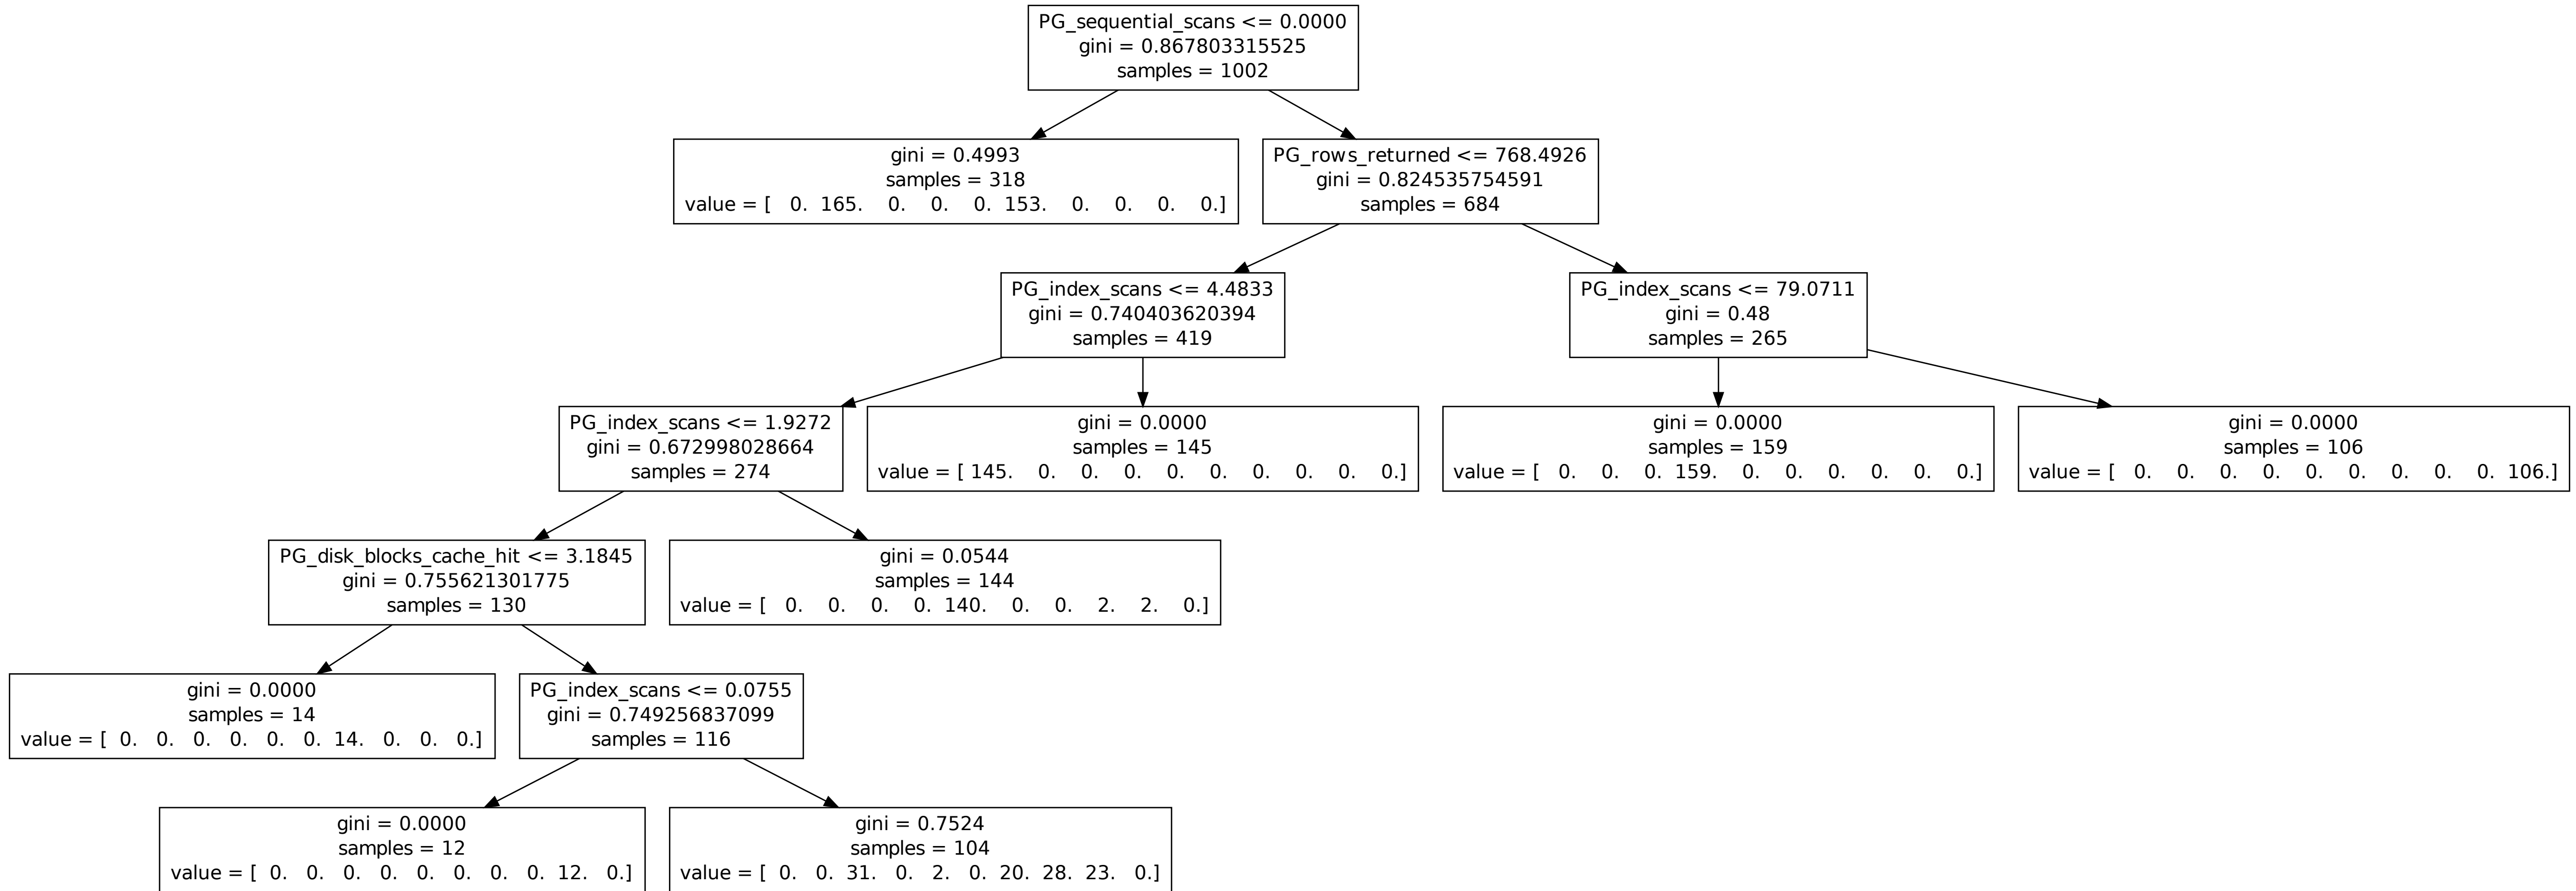 PG_sequential_scans <= 0.0000
gini = 0.867803315525
samples = 1002
gini = 0.4993
samples = 318
value = [ 0. 165. 0. 0. 0. 153. 0. 0. 0. 0.]
PG_rows_returned <= 768.4926
gini = 0.824535754591
samples = 684
PG_index_scans <= 4.4833
gini = 0.740403620394
samples = 419
PG_index_scans <= 79.0711
gini = 0.48
samples = 265
PG_index_scans <= 1.9272
gini = 0.672998028664
samples = 274
gini = 0.0000
samples = 145
value = [ 145. 0. 0. 0. 0. 0. 0. 0. 0. 0.]
gini = 0.0000
samples = 159
value = [ 0. 0. 0. 159. 0. 0. 0. 0. 0. 0.]
gini = 0.0000
samples = 106
value = [ 0. 0. 0. 0. 0. 0. 0. 0. 0. 106.]
PG_disk_blocks_cache_hit <= 3.1845
gini = 0.755621301775
samples = 130
gini = 0.0544
samples = 144
value = [ 0. 0. 0. 0. 140. 0. 0. 2. 2. 0.]
gini = 0.0000
samples = 14
value = [ 0. 0. 0. 0. 0. 0. 14. 0. 0. 0.]
PG_index_scans <= 0.0755
gini = 0.749256837099
samples = 116
gini = 0.0000
samples = 12
value = [ 0. 0. 0. 0. 0. 0. 0. 0. 12. 0.]
gini = 0.7524
samples = 104
value = [ 0. 0. 31. 0. 2. 0. 20. 28. 23. 0.]